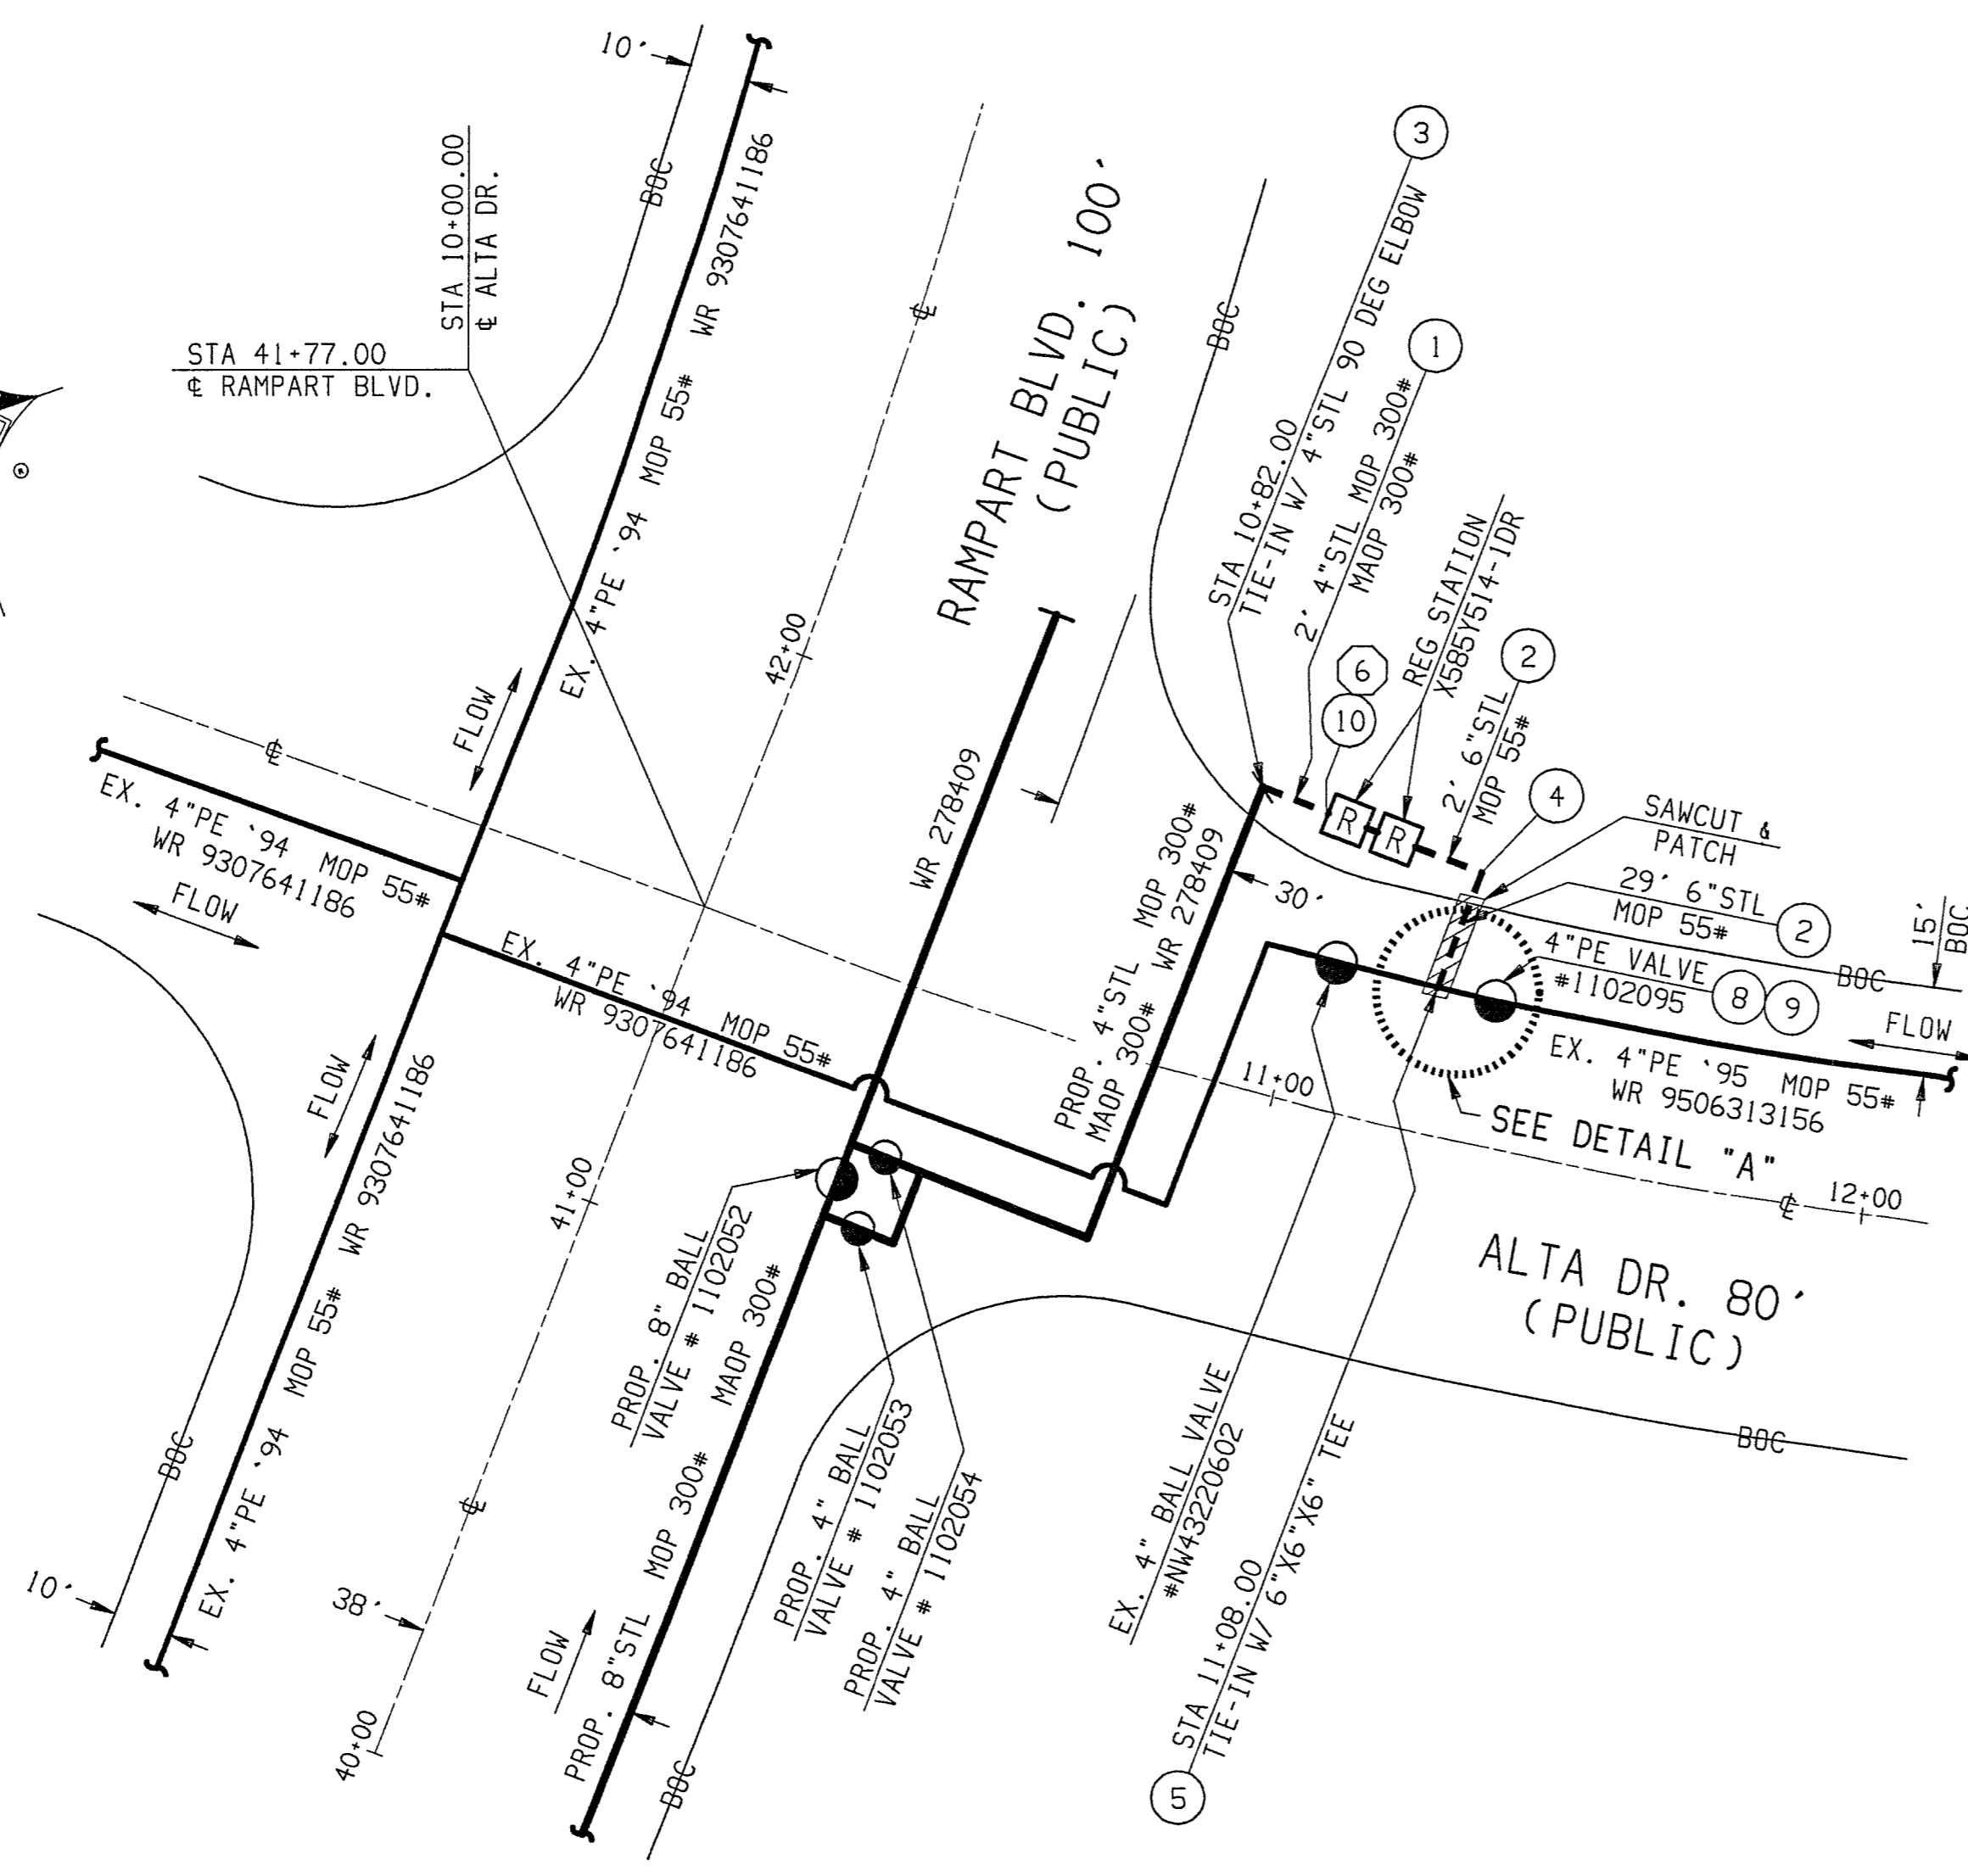 10'
STA 10+00.00
℄ ALTA DR.
STA 41+77.00
℄ RAMPART BLVD.
BOC
EX. 4"PE `94 MOP 55# WR 9307641186
℄
RAMPART BLVD. 100'
(PUBLIC)
42+00
FLOW
BOC
3
STA 10+82.00
TIE-IN W/ 4"STL 90 DEG ELBOW
1
2' 4"STL MOP 300#
MAOP 300#
6
10
REG STATION
X585Y514-1DR
R
R
2
2' 6"STL
MOP 55#
4
SAWCUT &
PATCH
29' 6"STL
MOP 55#
2
15'
BOC
4"PE VALVE
#1102095
8
9
BOC
FLOW
EX. 4"PE `95 MOP 55#
WR 9506313156
SEE DETAIL "A"
℄
EX. 4"PE `94 MOP 55#
WR 9307641186
FLOW
EX. 4"PE `94 MOP 55#
WR 9307641186
WR 278409
PROP. 4"STL MOP 300#
MAOP 300# WR 278409
30'
11+00
℄
12+00
ALTA DR. 80'
(PUBLIC)
BOC
FLOW
41+00
EX. 4"PE `94 MOP 55# WR 9307641186
BOC
10'
℄
38'
40+00
FLOW
PROP. 8"STL MOP 300# MAOP 300#
BOC
PROP. 8" BALL
VALVE # 1102052
PROP. 4" BALL
VALVE # 1102053
PROP. 4" BALL
VALVE # 1102054
EX. 4" BALL VALVE
#NW43220602
STA 11+08.00
TIE-IN W/ 6"X6"X6" TEE
5